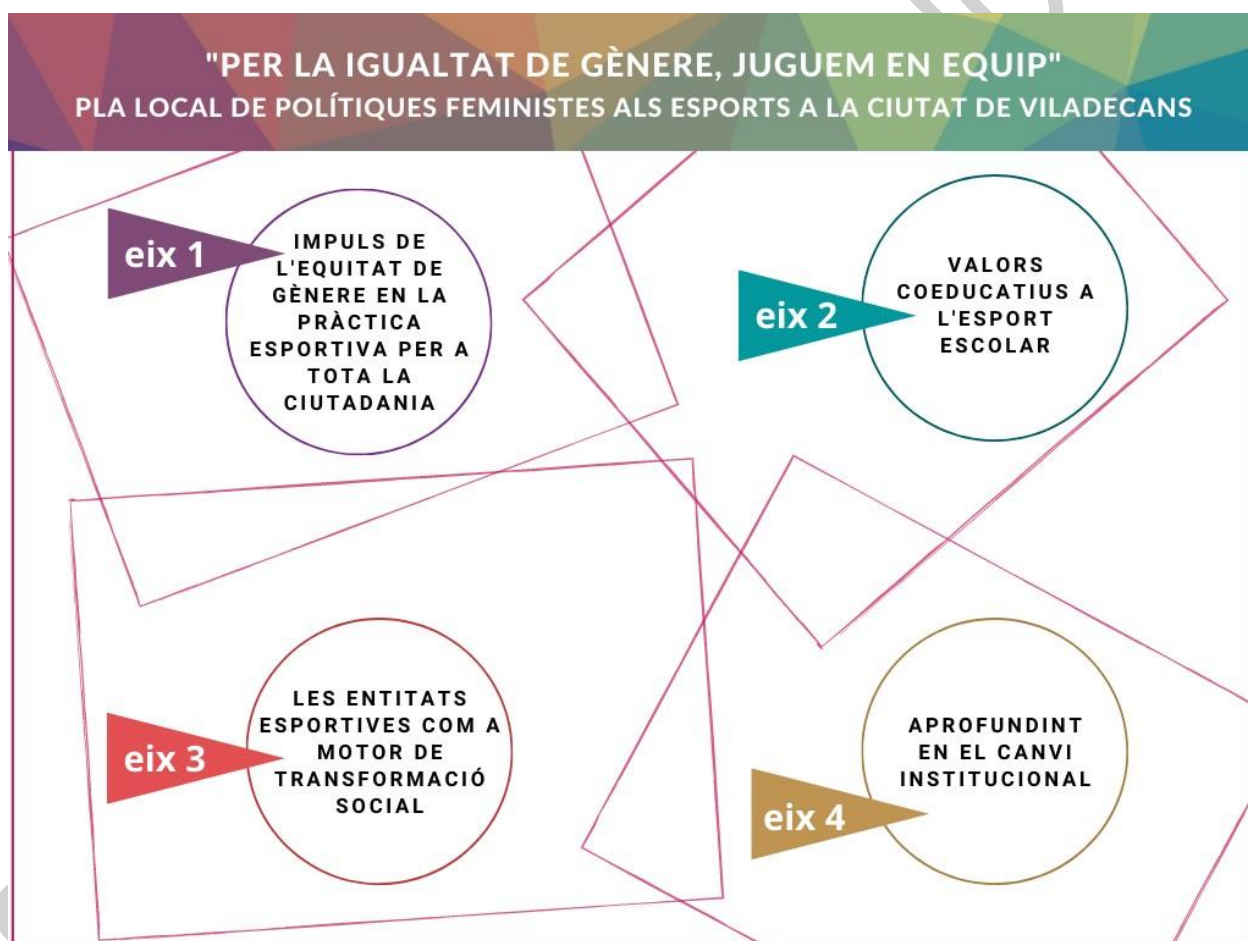 "PER LA IGUALTAT DE GÈNERE, JUGUEM EN EQUIP"
PLA LOCAL DE POLÍTIQUES FEMINISTES ALS ESPORTS A LA CIUTAT DE VILADECANS
eix 1
IMPULS DE
L'EQUITAT DE
GÈNERE EN LA
PRÀCTICA
ESPORTIVA PER A
TOTA LA
CIUTADANIA
eix 2
VALORS
COEDUCATIUS A
L'ESPORT
ESCOLAR
eix 3
LES ENTITATS
ESPORTIVES COM A
MOTOR DE
TRANSFORMACIÓ
SOCIAL
eix 4
APROFUNDINT
EN EL CANVI
INSTITUCIONAL